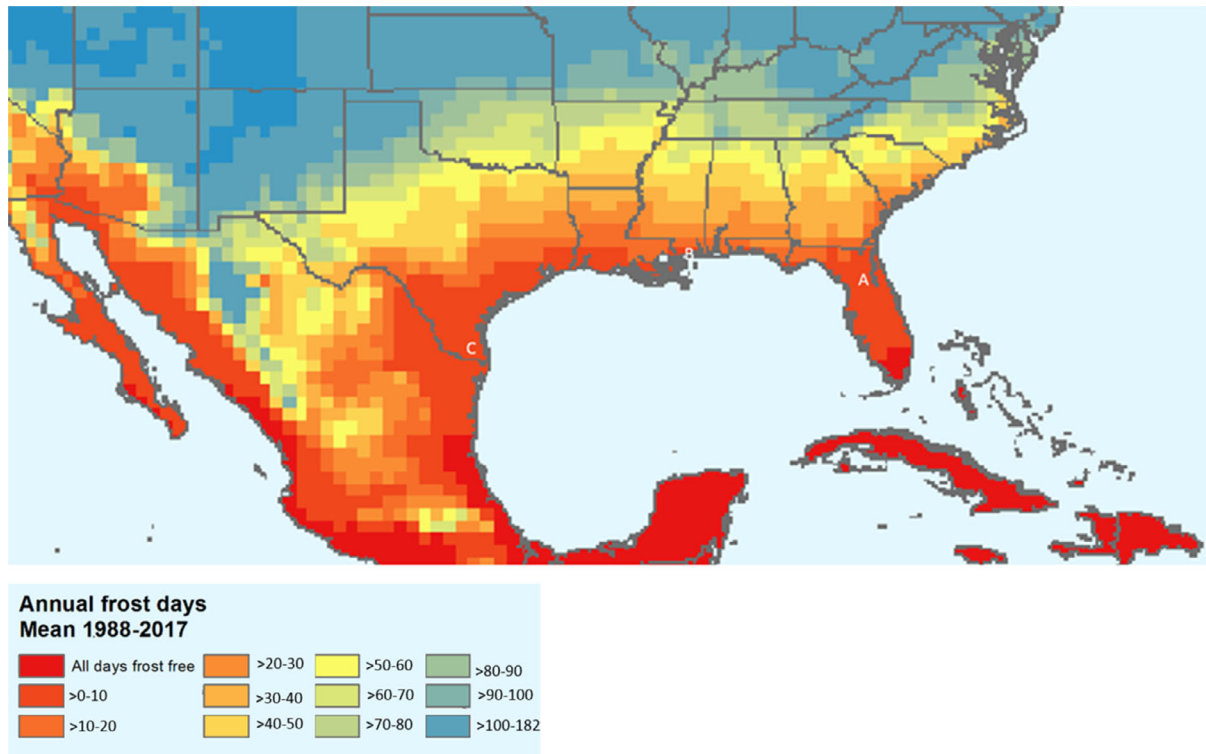 B
A
C
Annual frost days
Mean 1988-2017
All days frost free
>0-10
>10-20
>20-30
>30-40
>40-50
>50-60
>60-70
>70-80
>80-90
>90-100
>100-182